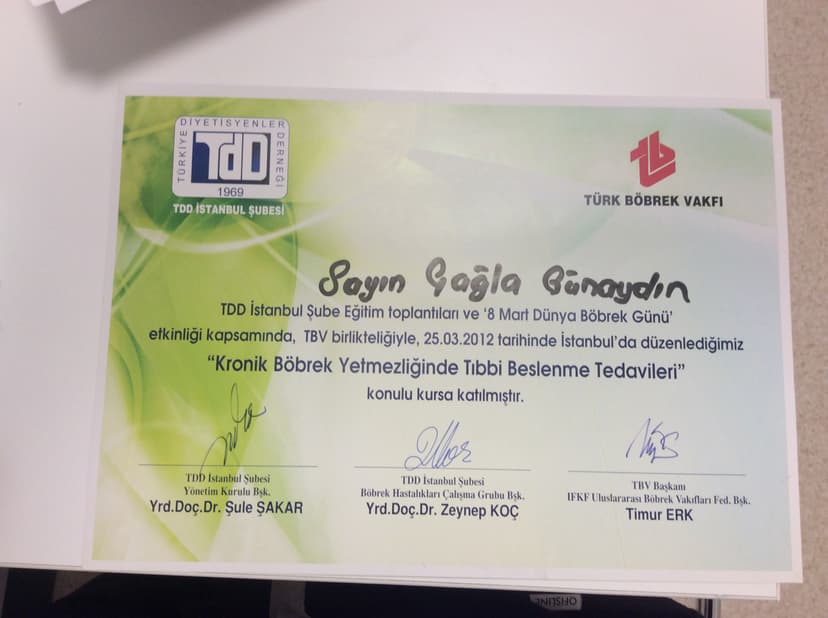 TÜRKİYE DİYETİSYENLER DERNEĞİ
TDD
1969
TDD İSTANBUL ŞUBESİ
tb
TÜRK BÖBREK VAKFI
Sayın Çağla Günaydın
TDD İstanbul Şube Eğitim toplantıları ve ‘8 Mart Dünya Böbrek Günü’
etkinliği kapsamında, TBV birlikteliğiyle, 25.03.2012 tarihinde İstanbul’da düzenlediğimiz
“Kronik Böbrek Yetmezliğinde Tıbbi Beslenme Tedavileri”
konulu kursa katılmıştır.
TDD İstanbul Şubesi
Yönetim Kurulu Bşk.
Yrd.Doç.Dr. Şule ŞAKAR
TDD İstanbul Şubesi
Böbrek Hastalıkları Çalışma Grubu Bşk.
Yrd.Doç.Dr. Zeynep KOÇ
TBV Başkanı
IFKF Uluslararası Böbrek Vakıfları Fed. Bşk.
Timur ERK